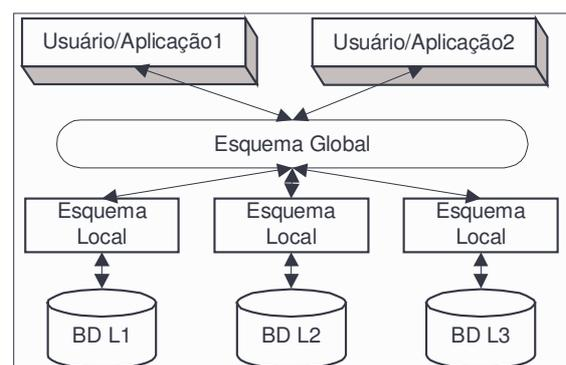 Usuário/Aplicação1
Usuário/Aplicação2
Esquema Global
Esquema
Local
Esquema
Local
Esquema
Local
BD L1
BD L2
BD L3